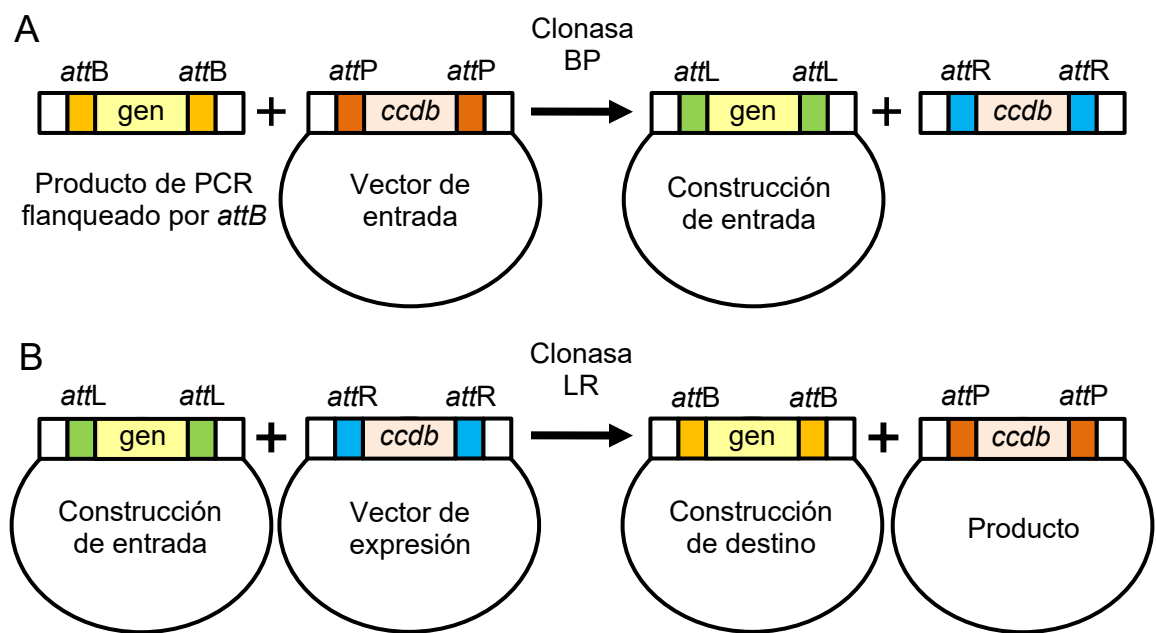 A
Clonasa
BP
attB attB attP attP attL attL attR attR
gen + ccdb gen + ccdb
Producto de PCR
flanqueado por attB
Vector de
entrada
Construcción
de entrada
B
Clonasa
LR
attL attL attR attR attB attB attP attP
gen + ccdb gen + ccdb
Construcción
de entrada
Vector de
expresión
Construcción
de destino
Producto